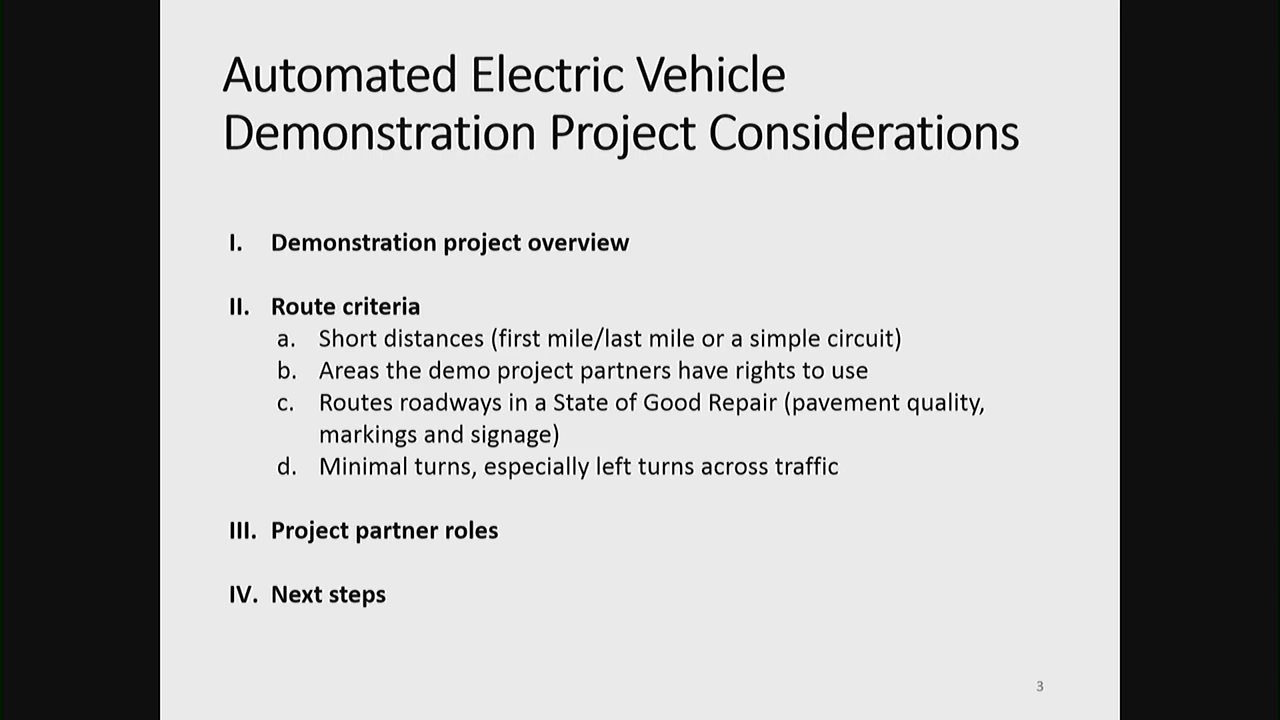 Automated Electric Vehicle
Demonstration Project Considerations
I. Demonstration project overview
II. Route criteria
a. Short distances (first mile/last mile or a simple circuit)
b. Areas the demo project partners have rights to use
c. Routes roadways in a State of Good Repair (pavement quality,
markings and signage)
d. Minimal turns, especially left turns across traffic
III. Project partner roles
IV. Next steps
3